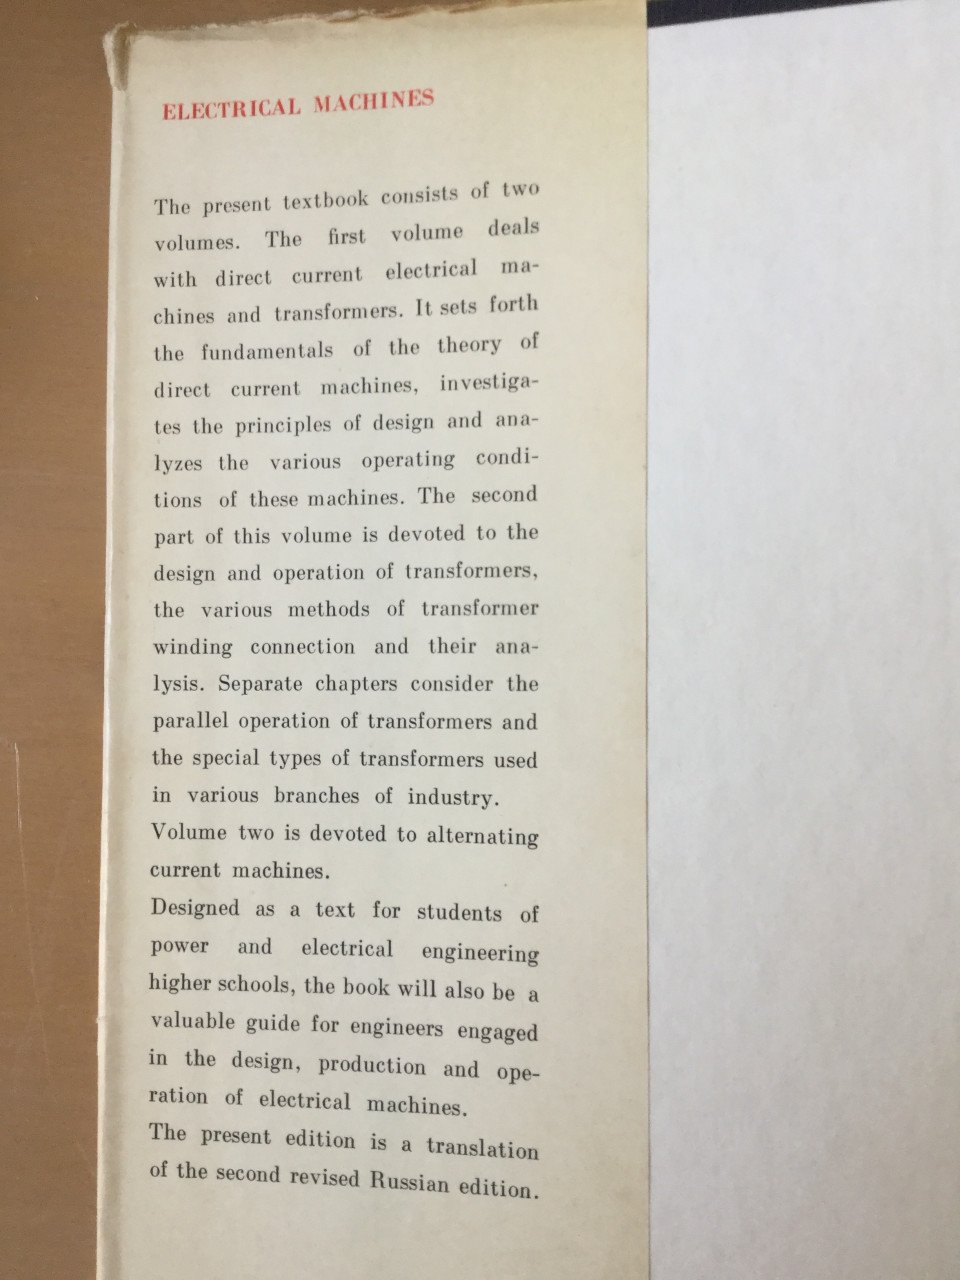 ELECTRICAL MACHINES
The present textbook consists of two
volumes. The first volume deals
with direct current electrical ma-
chines and transformers. It sets forth
the fundamentals of the theory of
direct current machines, investiga-
tes the principles of design and ana-
lyzes the various operating condi-
tions of these machines. The second
part of this volume is devoted to the
design and operation of transformers,
the various methods of transformer
winding connection and their ana-
lysis. Separate chapters consider the
parallel operation of transformers and
the special types of transformers used
in various branches of industry.
Volume two is devoted to alternating
current machines.
Designed as a text for students of
power and electrical engineering
higher schools, the book will also be a
valuable guide for engineers engaged
in the design, production and ope-
ration of electrical machines.
The present edition is a translation
of the second revised Russian edition.